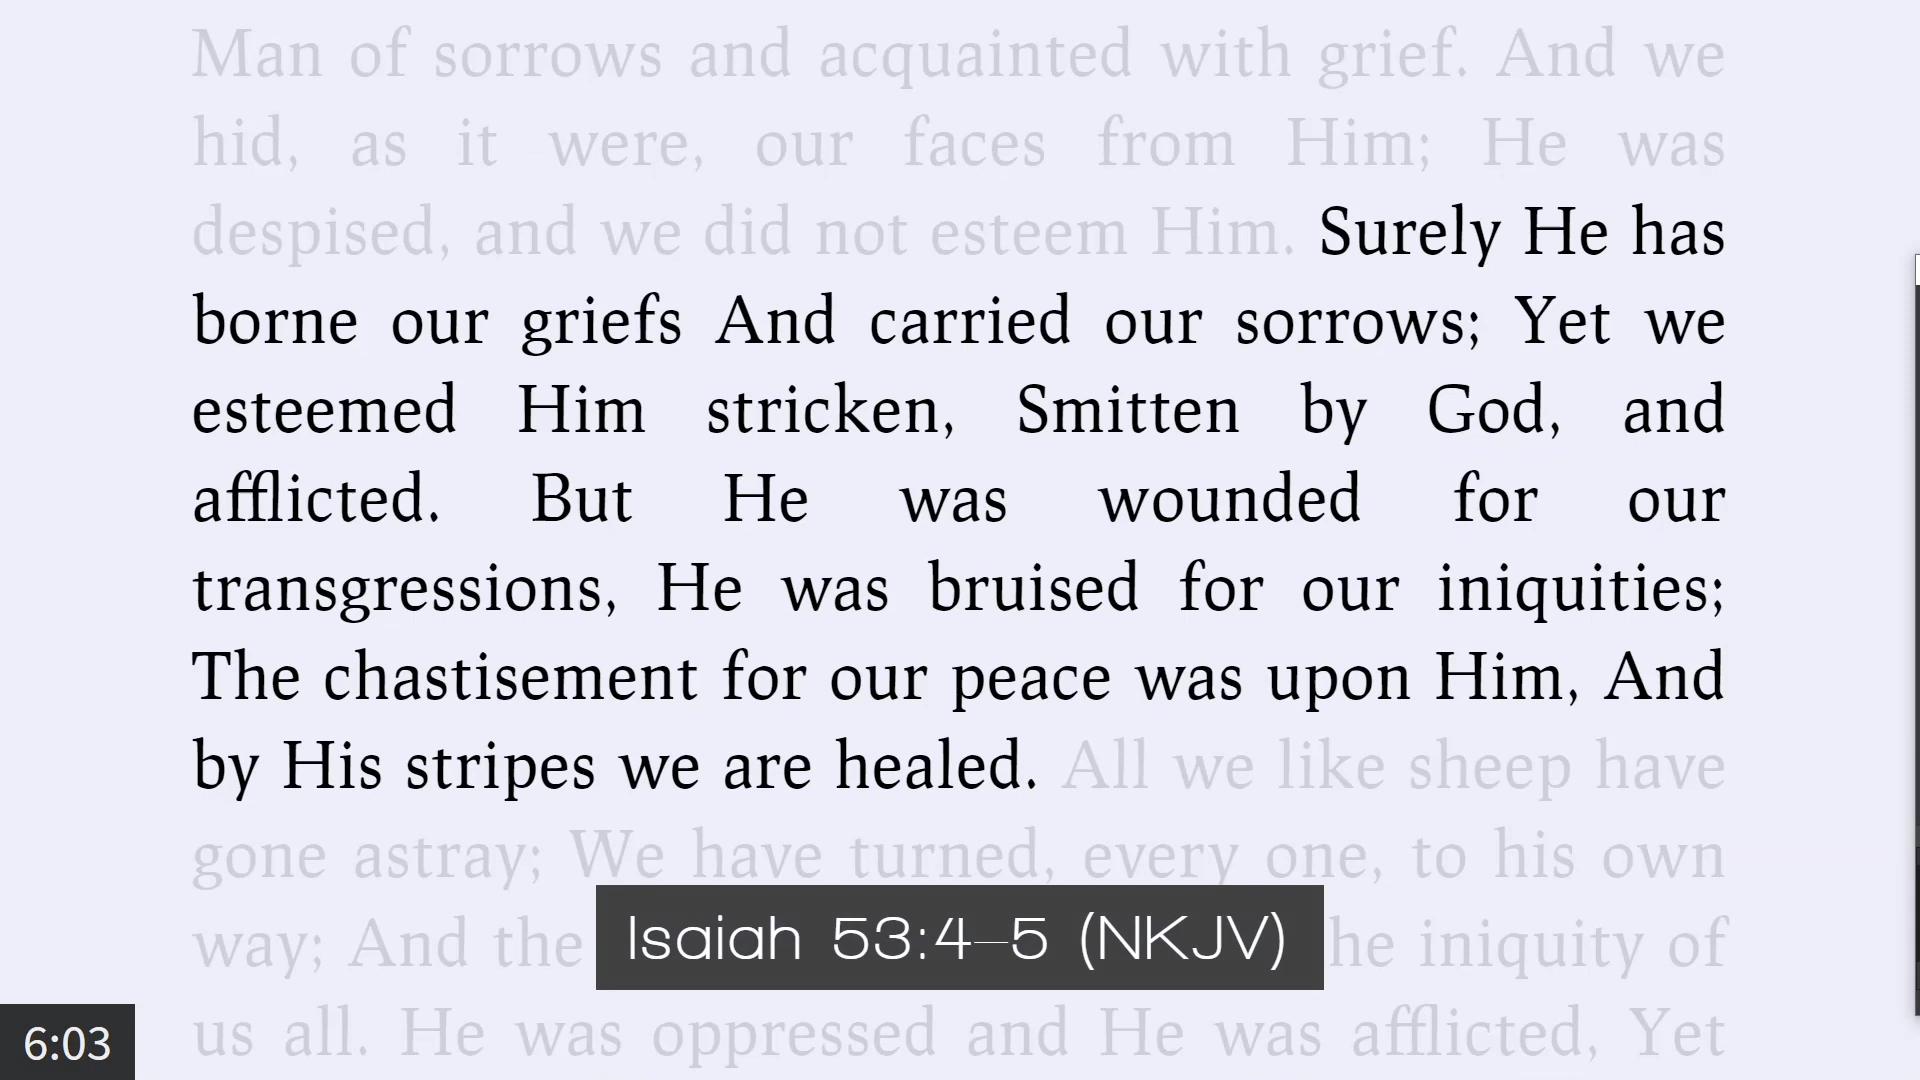 Man of sorrows and acquainted with grief. And we
hid, as it were, our faces from Him; He was
despised, and we did not esteem Him. Surely He has
borne our griefs And carried our sorrows; Yet we
esteemed Him stricken, Smitten by God, and
afflicted. But He was wounded for our
transgressions, He was bruised for our iniquities;
The chastisement for our peace was upon Him, And
by His stripes we are healed. All we like sheep have
gone astray; We have turned, every one, to his own
way; And the he iniquity of
Isaiah 53:4–5 (NKJV)
us all. He was oppressed and He was afflicted, Yet
6:03